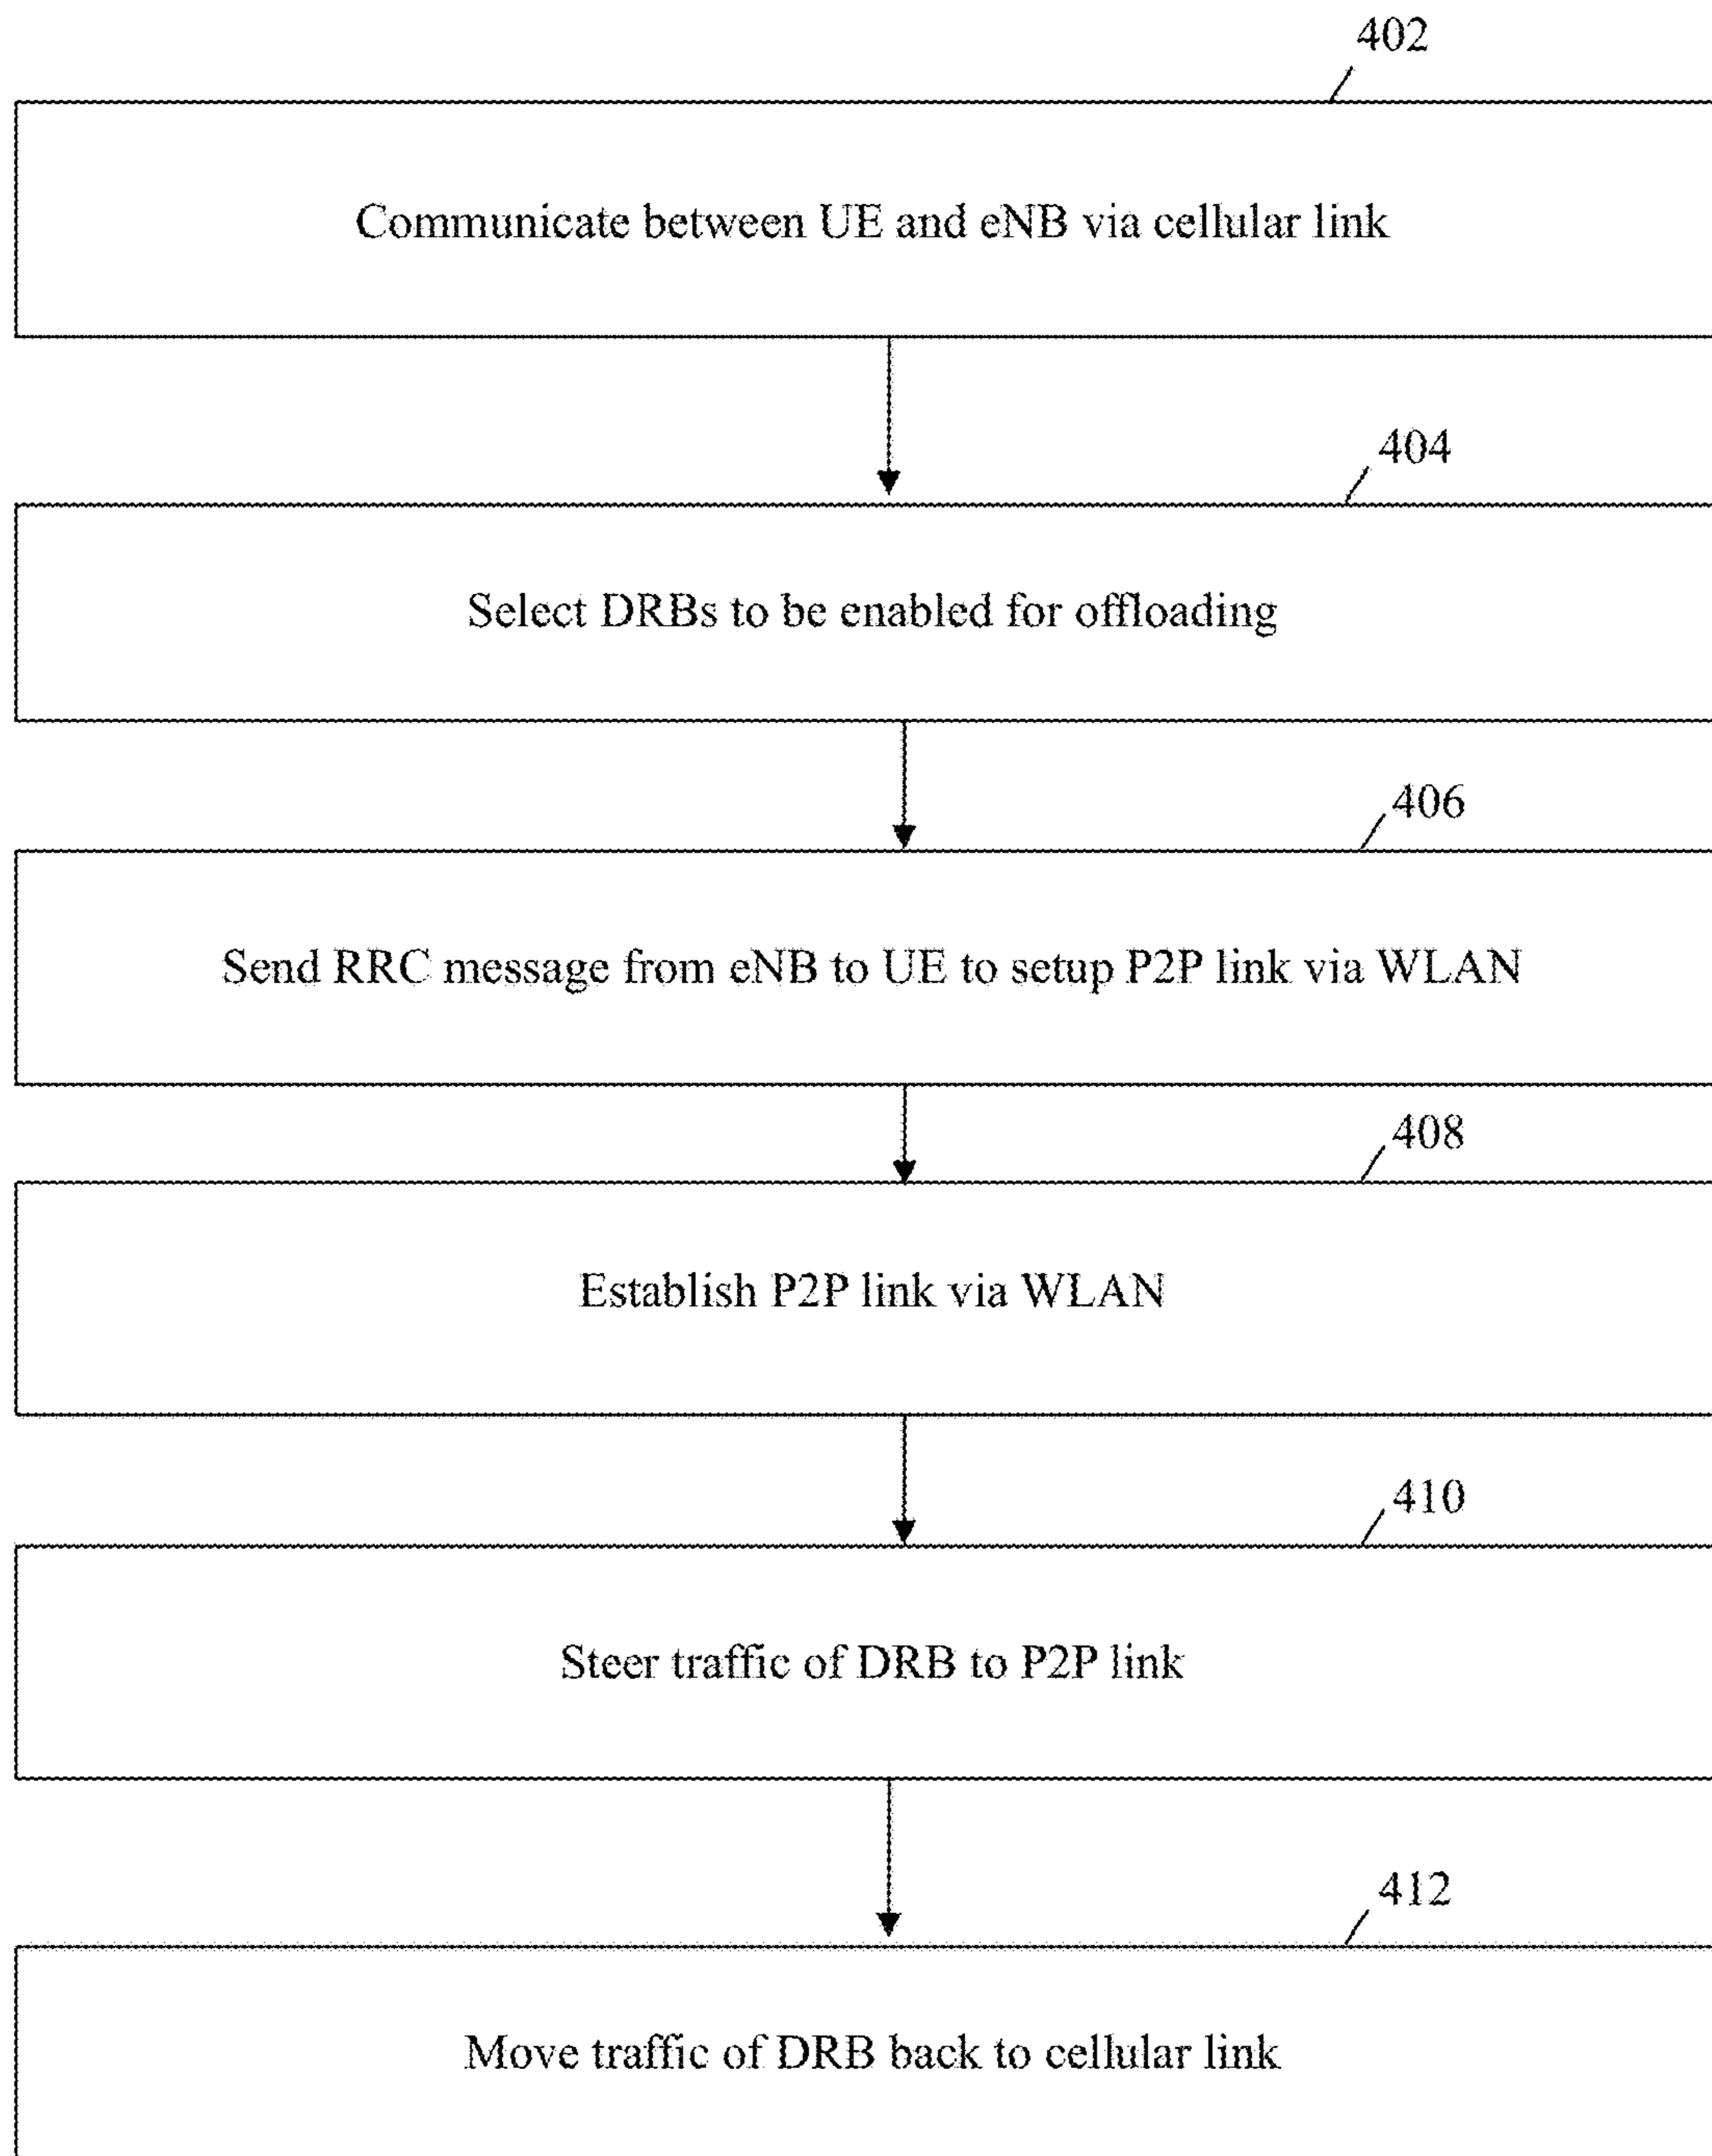 402
Communicate between UE and eNB via cellular link
404
Select DRBs to be enabled for offloading
406
Send RRC message from eNB to UE to setup P2P link via WLAN
408
Establish P2P link via WLAN
410
Steer traffic of DRB to P2P link
412
Move traffic of DRB back to cellular link